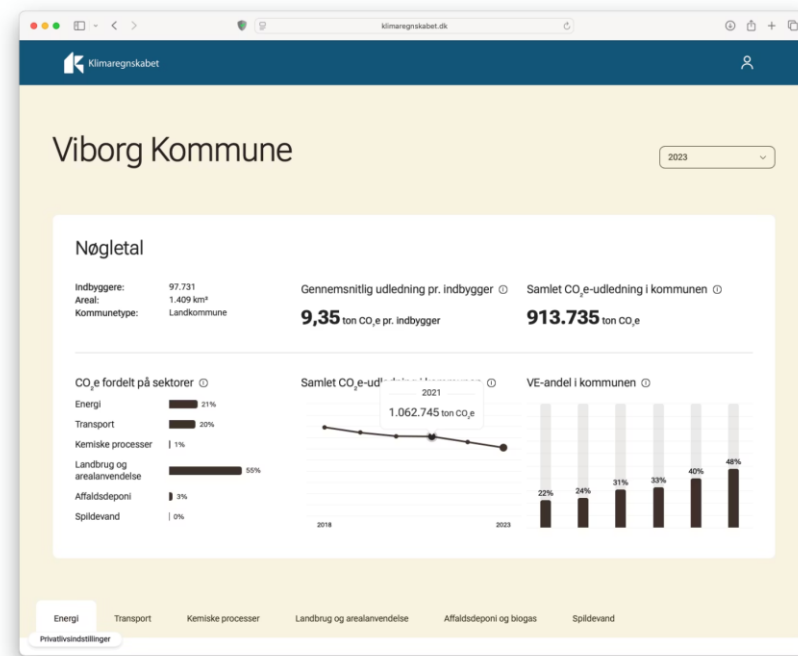 klimaregnskabet.dk
Klimaregnskabet
Viborg Kommune
2023
Nøgletal
Indbyggere: 97.731
Areal: 1.409 km²
Kommunetype: Landkommune
Gennemsnitlig udledning pr. indbygger
9,35 ton CO₂e pr. indbygger
Samlet CO₂e-udledning i kommunen
913.735 ton CO₂e
CO₂e fordelt på sektorer
Energi 21%
Transport 20%
Kemiske processer 1%
Landbrug og
arealanvendelse 55%
Affaldsdeponi 3%
Spildevand 0%
Samlet CO₂e-ud
2021
1.062.745 ton CO₂e
2018 2023
VE-andel i kommunen
22% 24% 31% 33% 40% 48%
Energi Transport Kemiske processer Landbrug og arealanvendelse Affaldsdeponi og biogas Spildevand
Privatlivsindstillinger